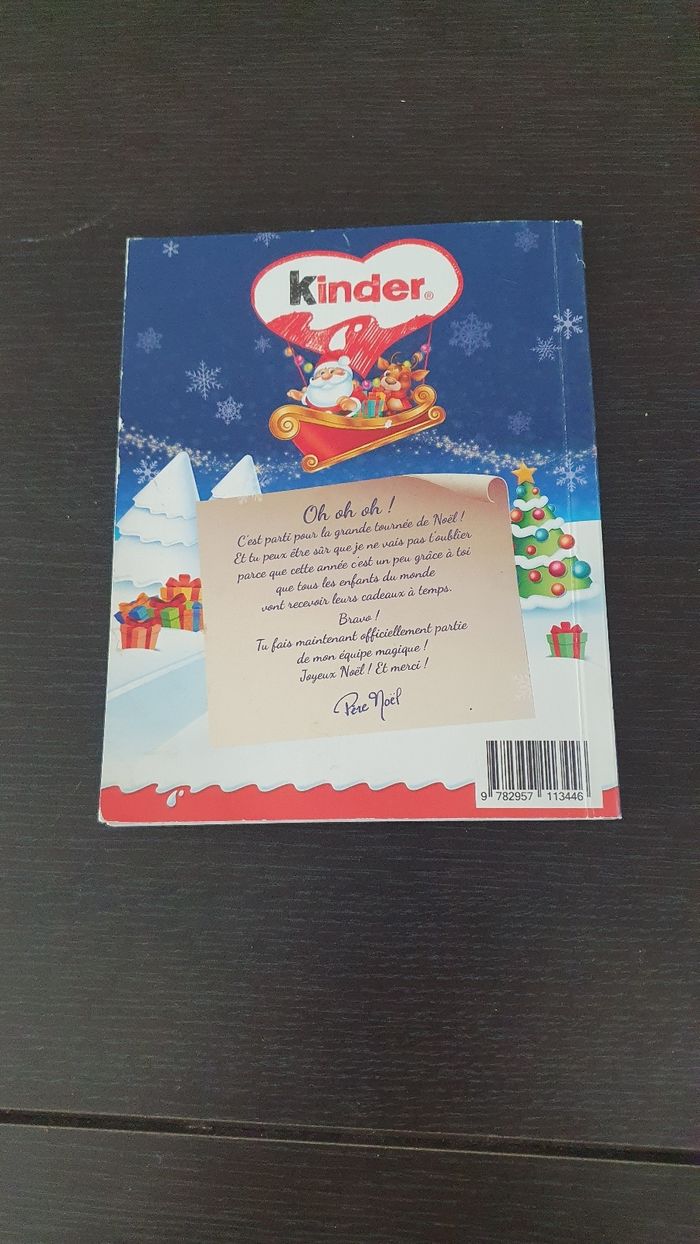 kinder®
Oh oh oh !
C'est parti pour la grande tournée de Noël !
Et tu peux être sûr que je ne vais pas t'oublier
parce que cette année c'est un peu grâce à toi
que tous les enfants du monde
vont recevoir leurs cadeaux à temps.
Bravo !
Tu fais maintenant officiellement partie
de mon équipe magique !
Joyeux Noël ! Et merci !
Père Noël
9 782957 113446